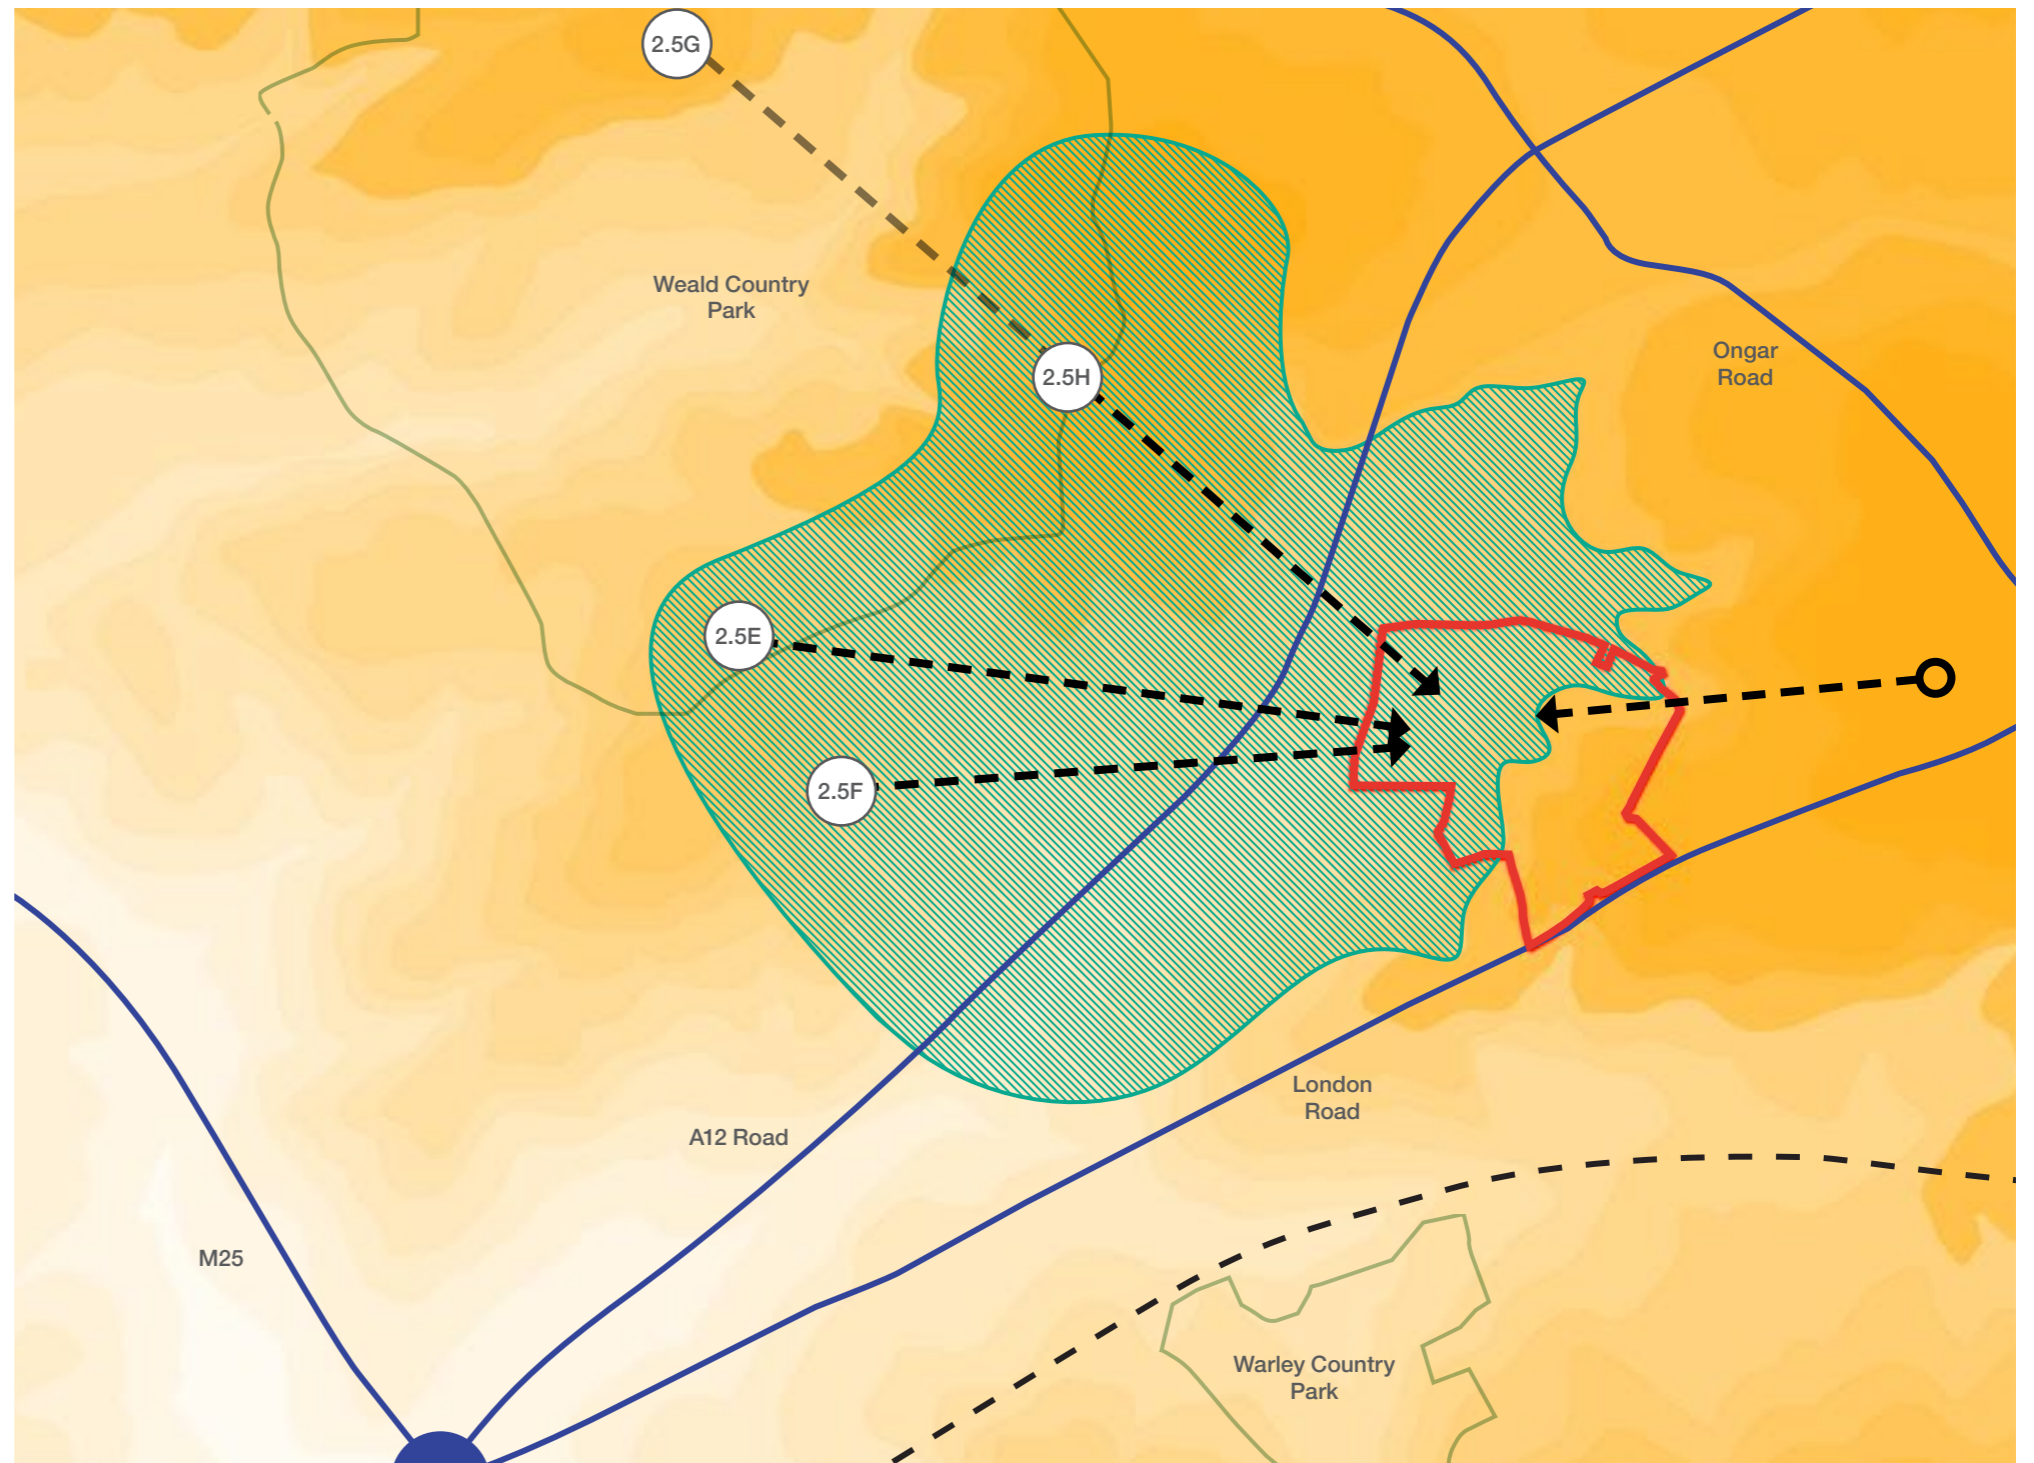 2.5G
Weald Country
Park
2.5H
Ongar
Road
2.5E
2.5F
London
Road
A12 Road
M25
Warley Country
Park